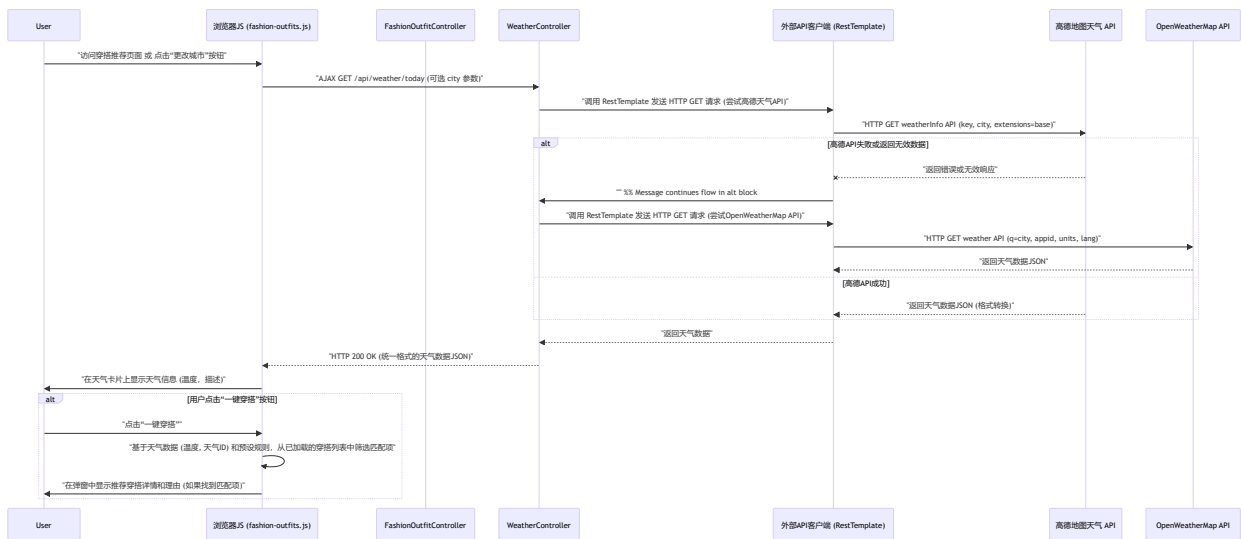 User
浏览器JS (fashion-outfits.js)
FashionOutfitController
WeatherController
外部API客户端 (RestTemplate)
高德地图天气 API
OpenWeatherMap API
"访问穿搭推荐页面 或 点击“更改城市”按钮"
"AJAX GET /api/weather/today (可选 city 参数)"
"调用 RestTemplate 发送 HTTP GET 请求 (尝试高德天气API)"
"HTTP GET weatherInfo API (key, city, extensions=base)"
alt
[高德API失败或返回无效数据]
"返回错误或无效响应"
"" %% Message continues flow in alt block
"调用 RestTemplate 发送 HTTP GET 请求 (尝试OpenWeatherMap API)"
"HTTP GET weather API (q=city, appid, units, lang)"
"返回天气数据JSON"
[高德API成功]
"返回天气数据JSON (格式转换)"
"返回天气数据"
"HTTP 200 OK (统一格式的天气数据JSON)"
"在天气卡片上显示天气信息 (温度，描述)"
alt
[用户点击“一键穿搭”按钮]
"点击“一键穿搭”"
"基于天气数据 (温度, 天气ID) 和预设规则，从已加载的穿搭列表中筛选匹配项"
"在弹窗中显示推荐穿搭详情和理由 (如果找到匹配项)"
User
浏览器JS (fashion-outfits.js)
FashionOutfitController
WeatherController
外部API客户端 (RestTemplate)
高德地图天气 API
OpenWeatherMap API